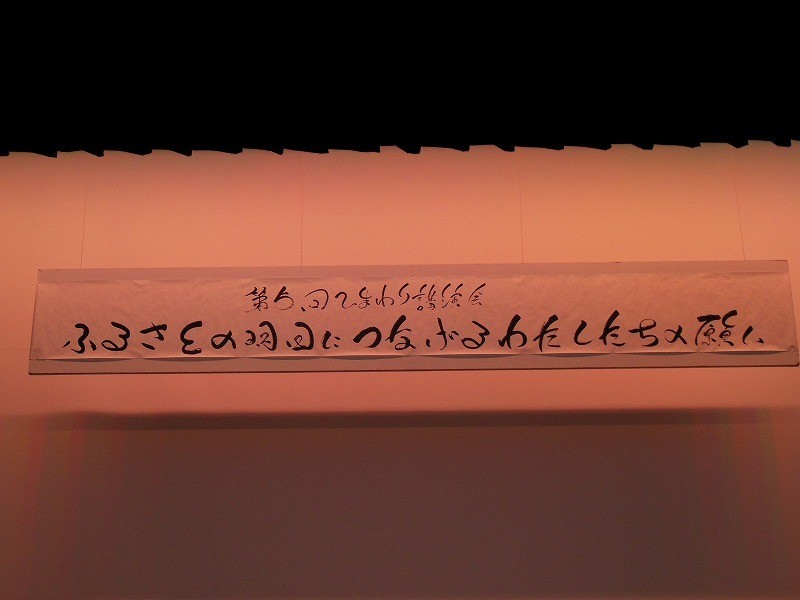 第5回ひまわり講演会
ふるさとの明日につながるわたしたちの願い